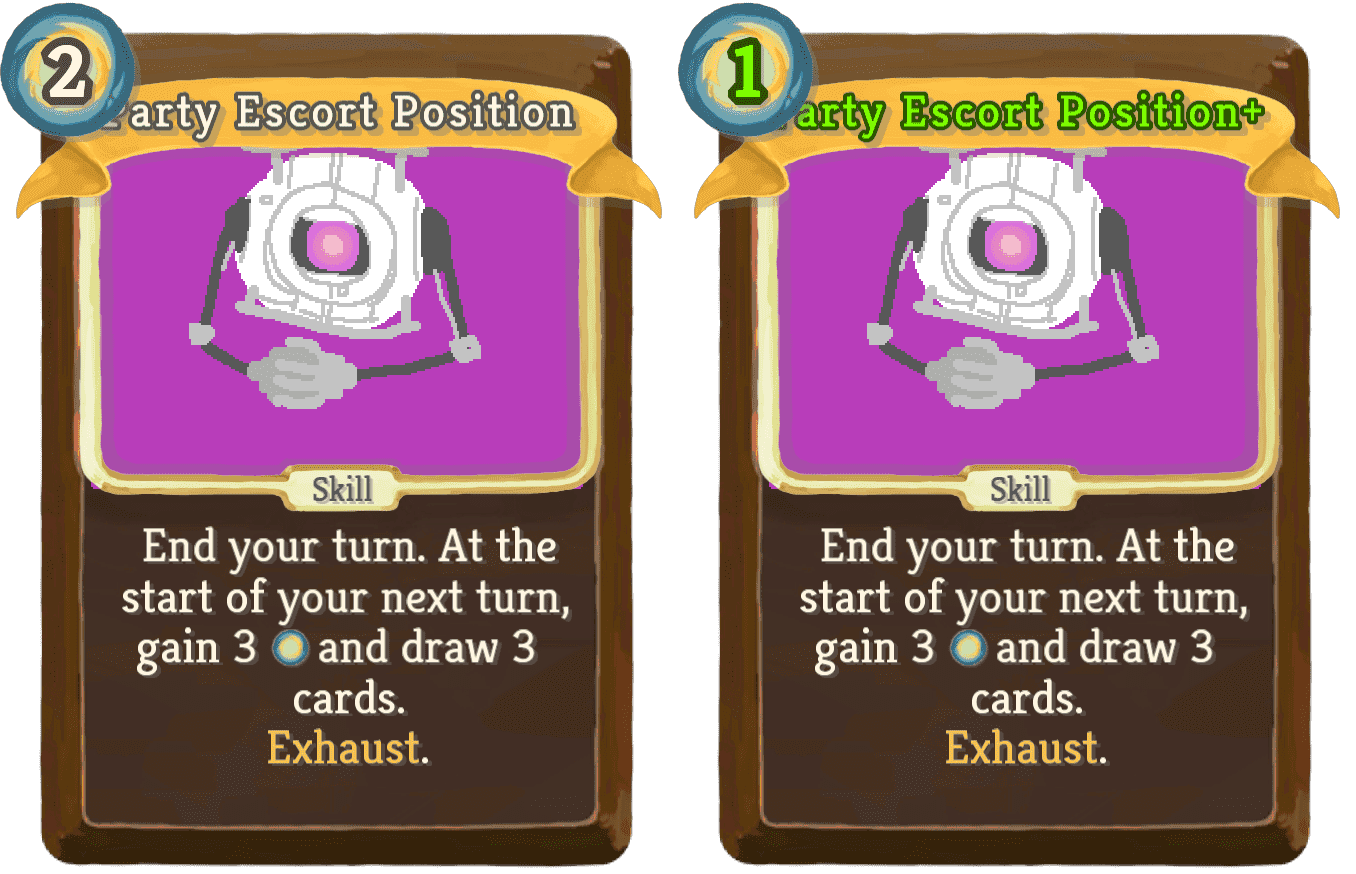 2
Party Escort Position
Skill
End your turn. At the
start of your next turn,
gain 3 and draw 3
cards.
Exhaust.
1
Party Escort Position+
Skill
End your turn. At the
start of your next turn,
gain 3 and draw 3
cards.
Exhaust.